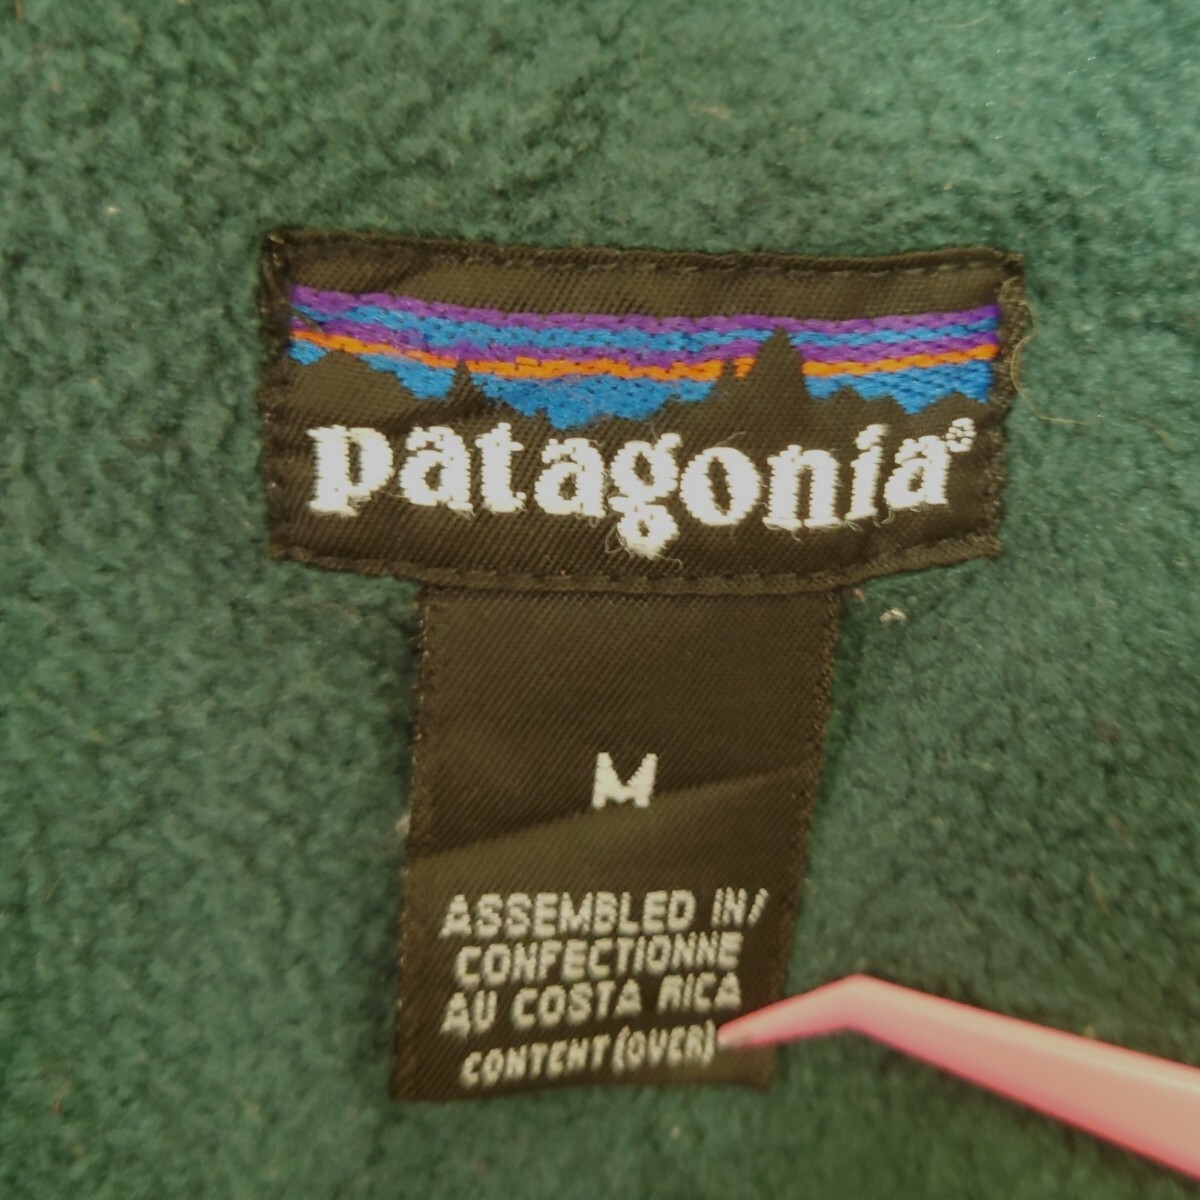 patagonia®
M
ASSEMBLED IN/
CONFECTIONNE
AU COSTA RICA
CONTENT (OVER)